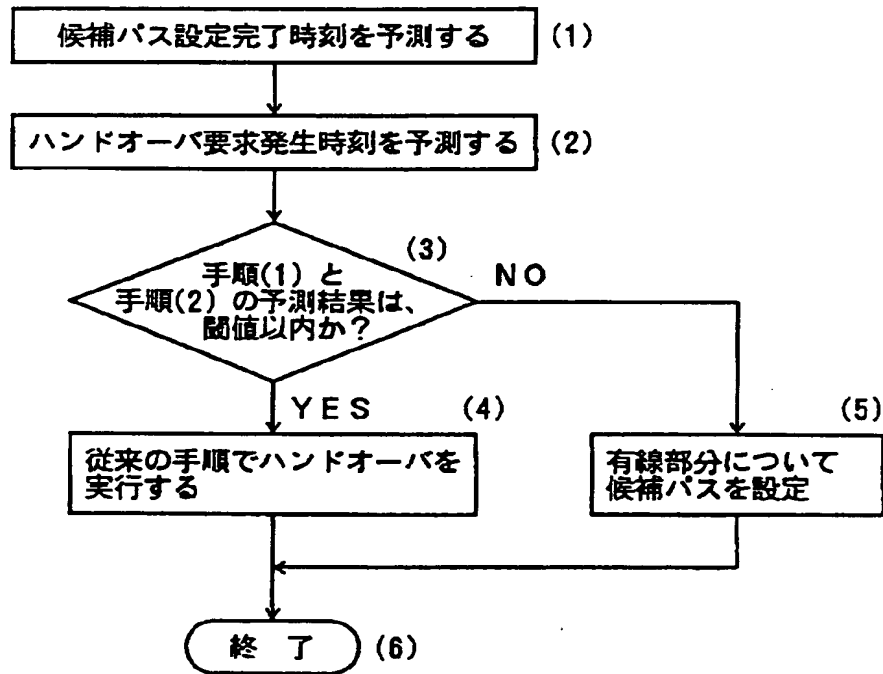 候補パス設定完了時刻を予測する (1)
ハンドオーバ要求発生時刻を予測する (2)
(3)
手順(1) と
手順(2) の予測結果は、
閾値以内か？
NO
YES
(4)
従来の手順でハンドオーバを
実行する
(5)
有線部分について
候補パスを設定
終 了 (6)